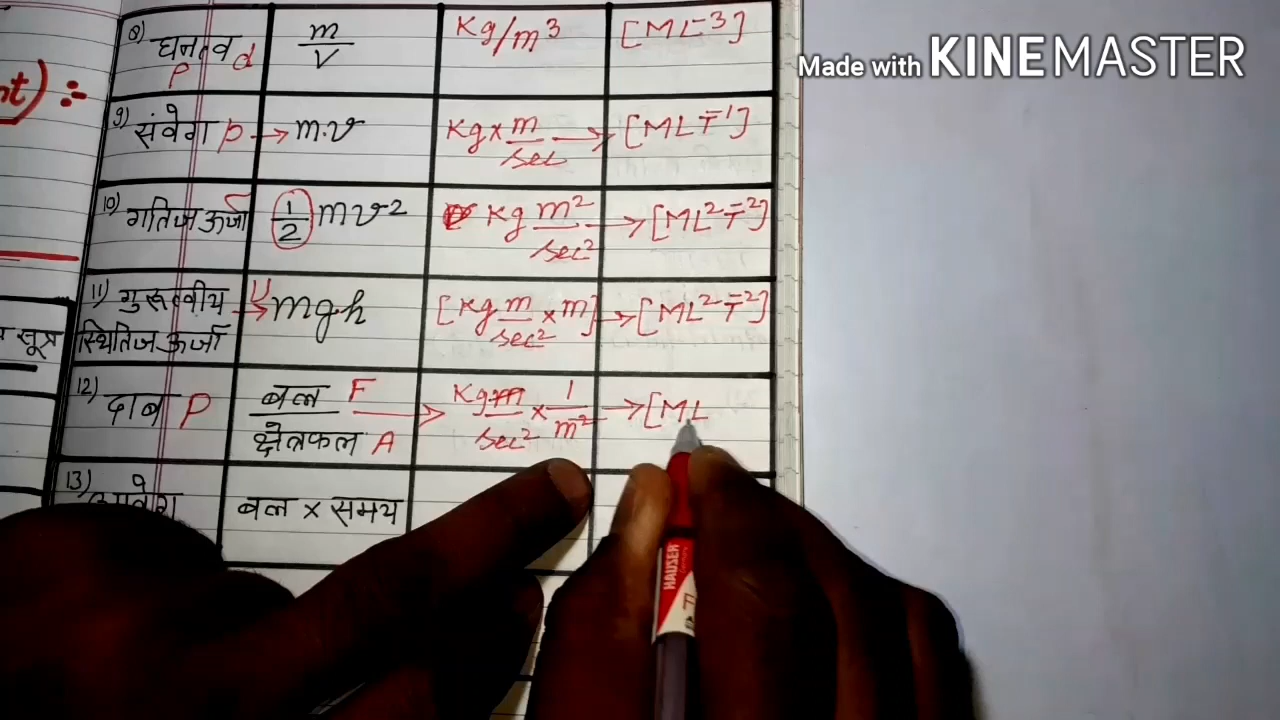 nt) :-
8) घनत्व d
ρ
m/V
Kg/m³
[ML⁻³]
Made with KINEMASTER
9) संवेग p → m.v
Kg × m/sec → [MLT⁻¹]
10) गतिज ऊर्जा
1/2 mv²
Kg m²/sec² → [ML²T⁻²]
11) गुरूत्वीय
स्थितिज ऊर्जा
→ U mgh
[Kg m/sec² × m] → [ML²T⁻²]
सूत्र
12) दाब P
बल F
क्षेत्रफल A
→ Kg m/sec² × 1/m² → [ML
13)
बल × समय
HAUSER